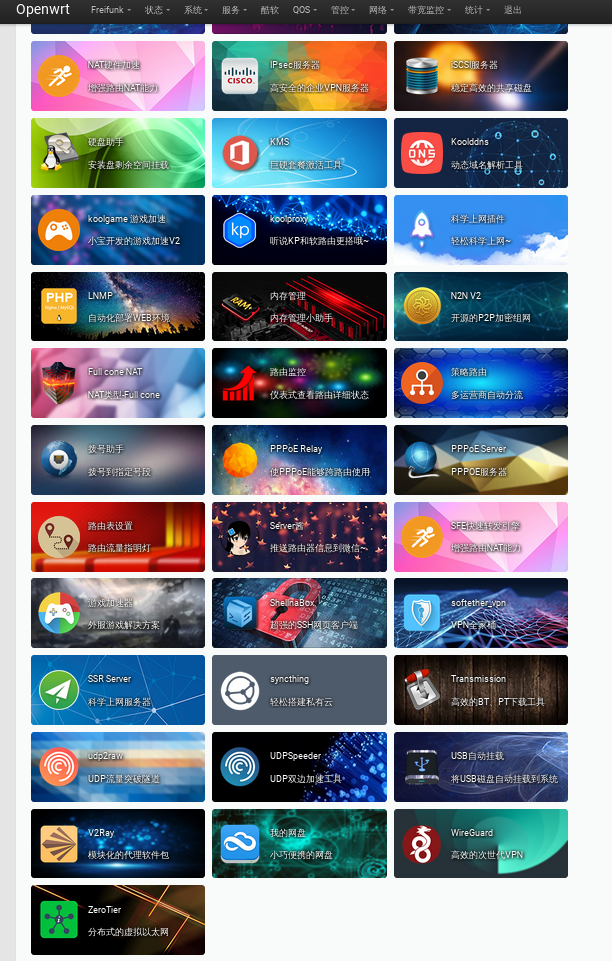 Openwrt Freifunk 状态 系统 服务 酷软 QOS 管控 网络 带宽监控 统计 退出
NAT硬件加速
增强路由NAT能力
CISCO
IPsec服务器
高安全的企业VPN服务器
iSCSI服务器
稳定高效的共享磁盘
硬盘助手
安装盘剩余空间挂载
KMS
巨硬套餐激活工具
DNS
Koolddns
动态域名解析工具
koolgame 游戏加速
小宝开发的游戏加速V2
kp
koolproxy
听说KP和软路由更搭哦~
科学上网插件
轻松科学上网~
PHP
Nginx | MySQL
LNMP
自动化部署WEB环境
RAM+
内存管理
内存管理小助手
N2N V2
开源的P2P加密组网
Full cone NAT
NAT类型-Full cone
路由监控
仪表式查看路由详细状态
策略路由
多运营商自动分流
拨号助手
拨号到指定号段
PPPoE Relay
使PPPoE能够跨路由使用
PPPoE Server
PPPOE服务器
路由表设置
路由流量指明灯
Server酱
推送路由器信息到微信~
SFE快速转发引擎
增强路由NAT能力
游戏加速器
外服游戏解决方案
ShellnaBox
超强的SSH网页客户端
softether_vpn
VPN全家桶
SSR Server
科学上网服务器
syncthing
轻松搭建私有云
Transmission
高效的BT、PT下载工具
udp2raw
UDP流量突破隧道
UDPSpeeder
UDP双边加速工具
USB自动挂载
将USB磁盘自动挂载到系统
V2Ray
模块化的代理软件包
我的网盘
小巧便携的网盘
WireGuard
高效的次世代VPN
ZeroTier
分布式的虚拟以太网